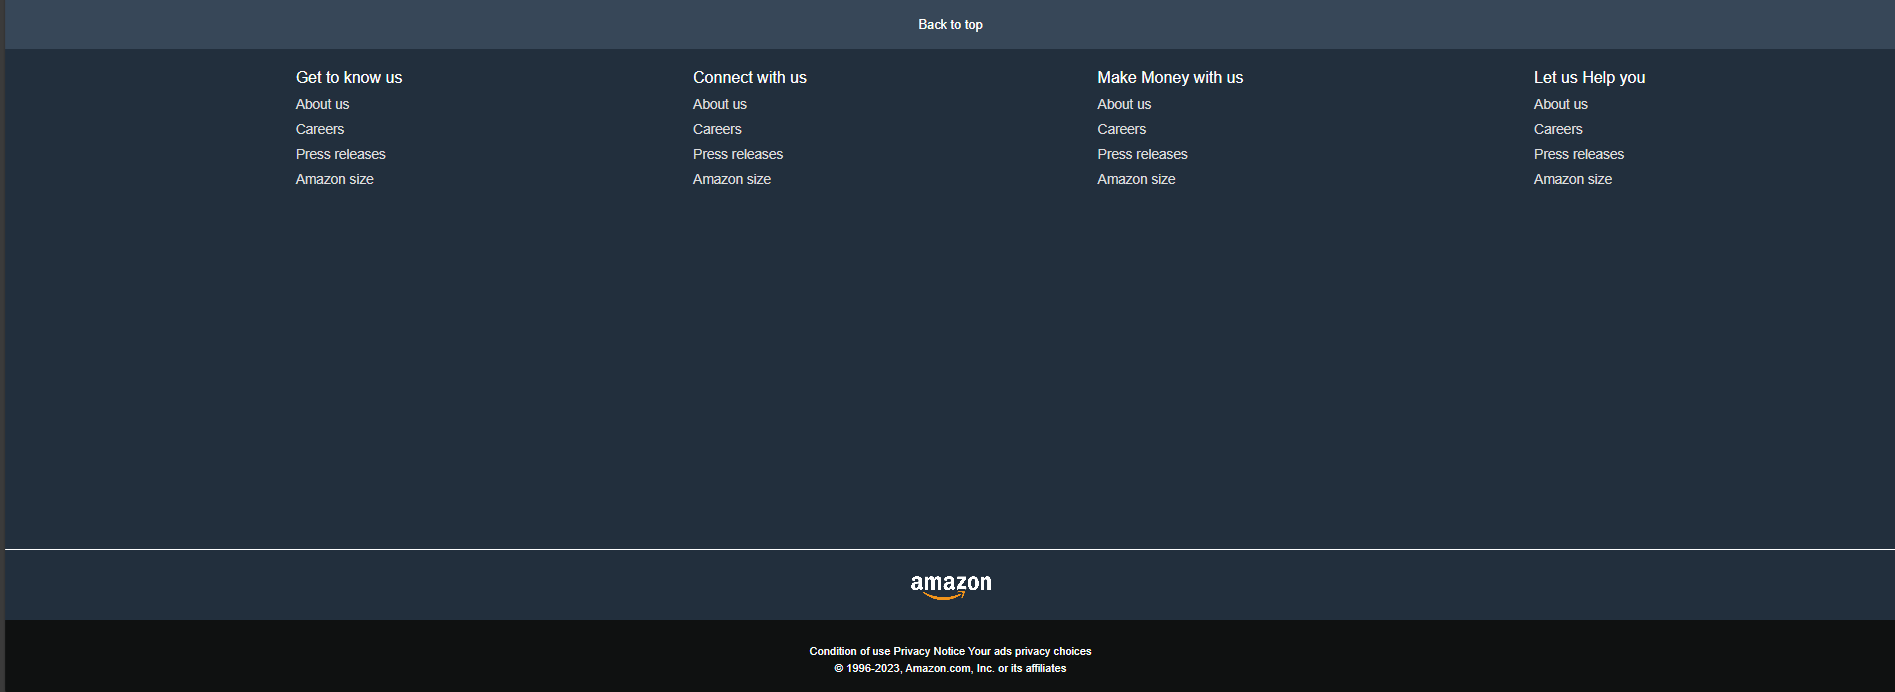 Back to top
Get to know us
About us
Careers
Press releases
Amazon size
Connect with us
About us
Careers
Press releases
Amazon size
Make Money with us
About us
Careers
Press releases
Amazon size
Let us Help you
About us
Careers
Press releases
Amazon size
amazon
Condition of use Privacy Notice Your ads privacy choices
© 1996-2023, Amazon.com, Inc. or its affiliates